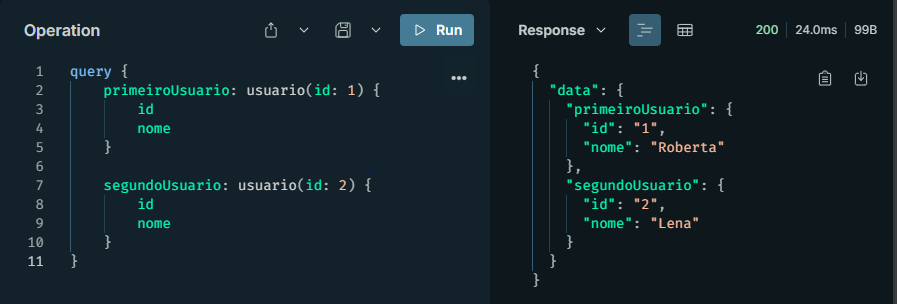 Operation
Run
1 query {
2 primeiroUsuario: usuario(id: 1) {
3 id
4 nome
5 }
6
7 segundoUsuario: usuario(id: 2) {
8 id
9 nome
10 }
11 }
Response
200 24.0ms 99B
{
"data": {
"primeiroUsuario": {
"id": "1",
"nome": "Roberta"
},
"segundoUsuario": {
"id": "2",
"nome": "Lena"
}
}
}